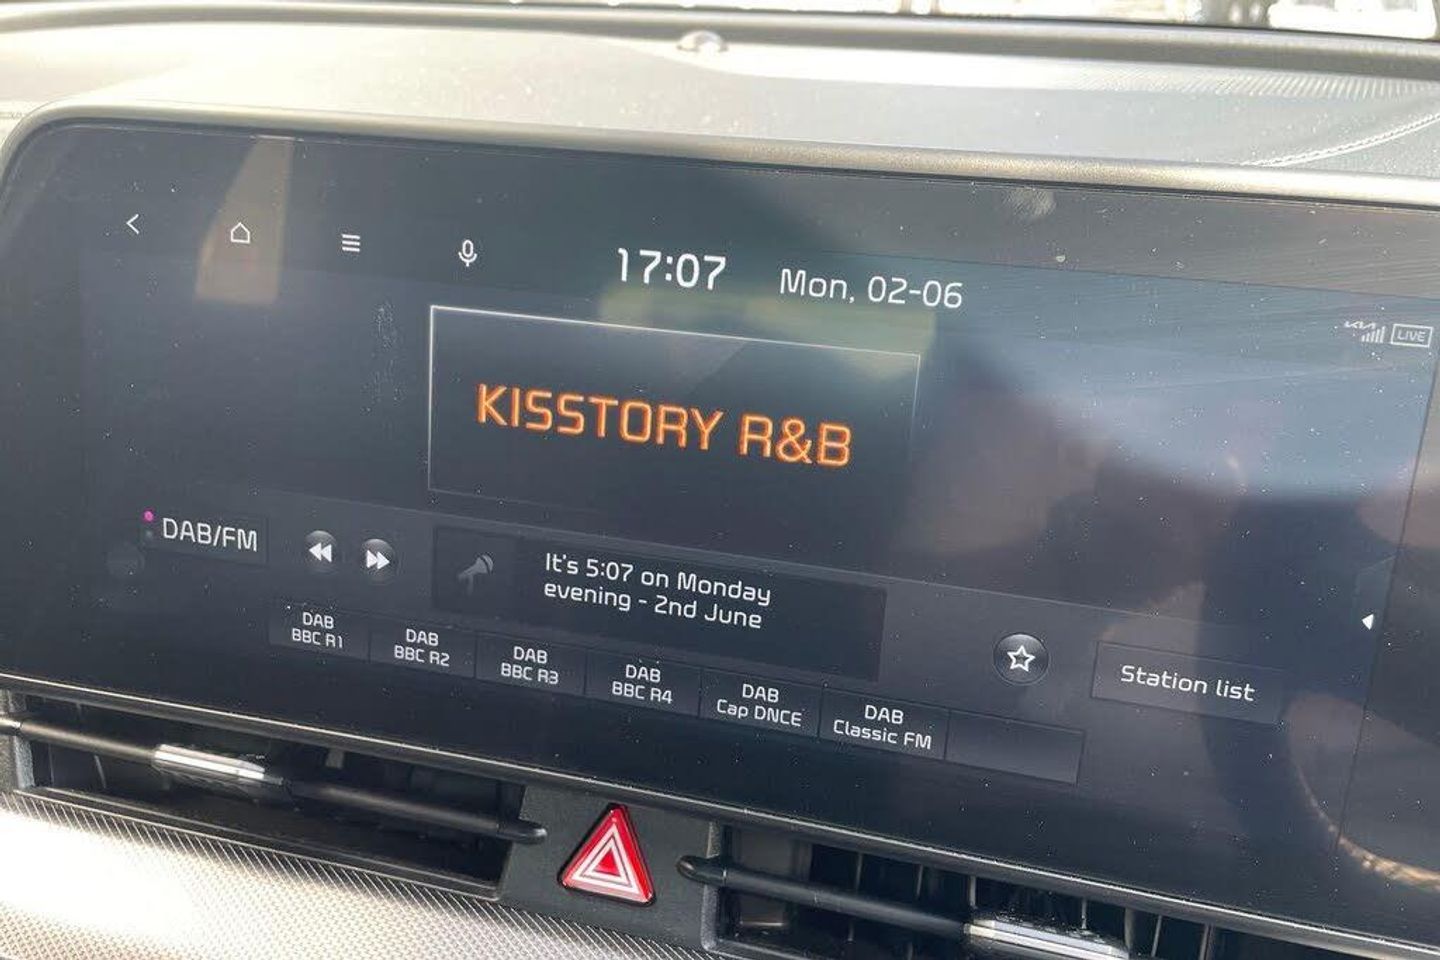 17:07 Mon, 02-06
LIVE
KISSTORY R&B
DAB/FM
It's 5:07 on Monday
evening - 2nd June
DAB
BBC R1
DAB
BBC R2
DAB
BBC R3
DAB
BBC R4
DAB
Cap DNCE
DAB
Classic FM
Station list